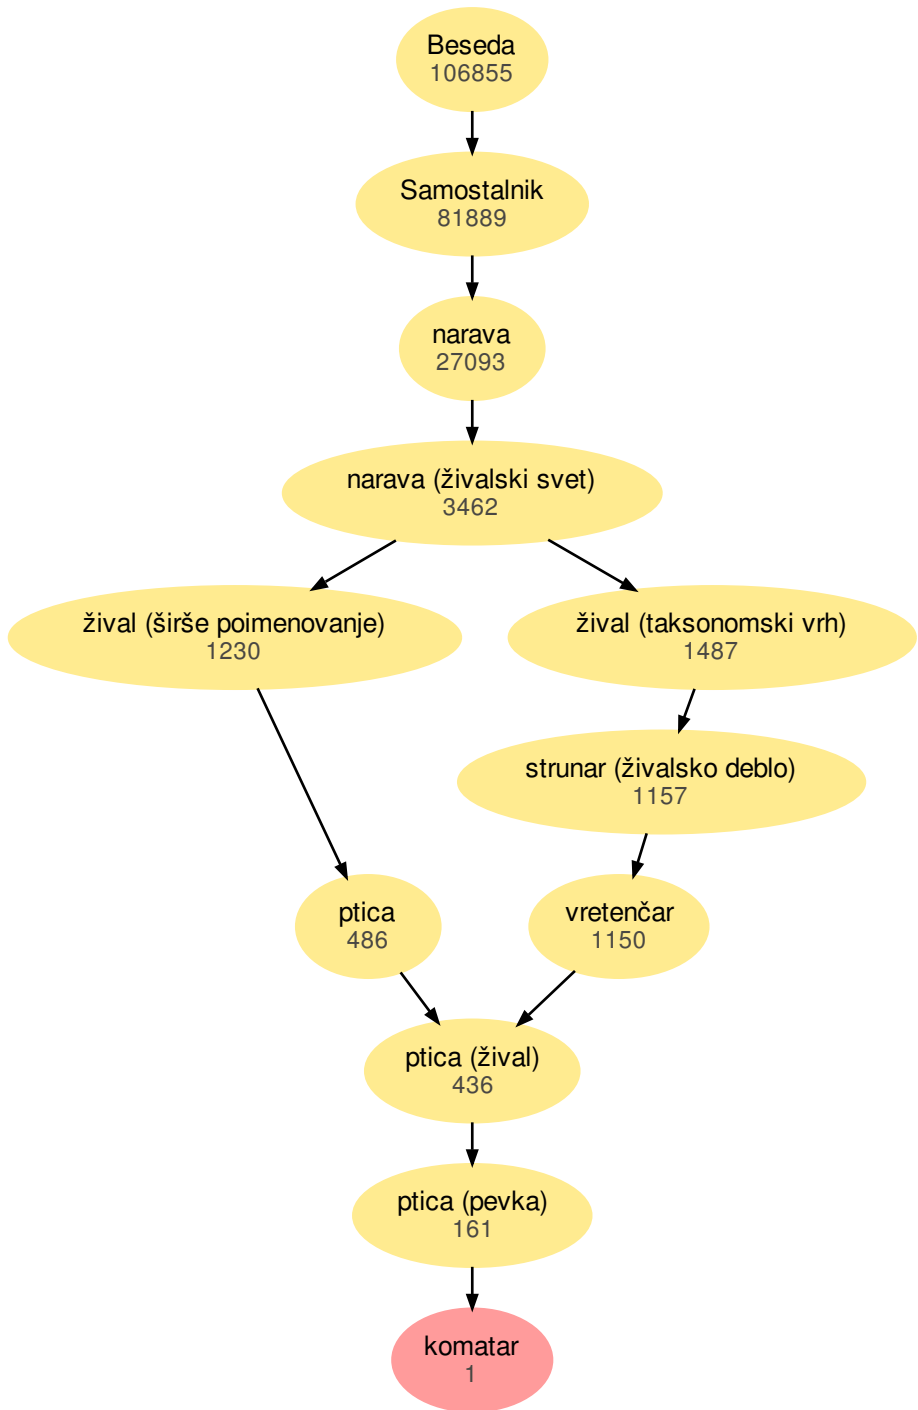 Beseda
106855
Samostalnik
81889
narava
27093
narava (živalski svet)
3462
žival (širše poimenovanje)
1230
žival (taksonomski vrh)
1487
strunar (živalsko deblo)
1157
ptica
486
vretenčar
1150
ptica (žival)
436
ptica (pevka)
161
komatar
1